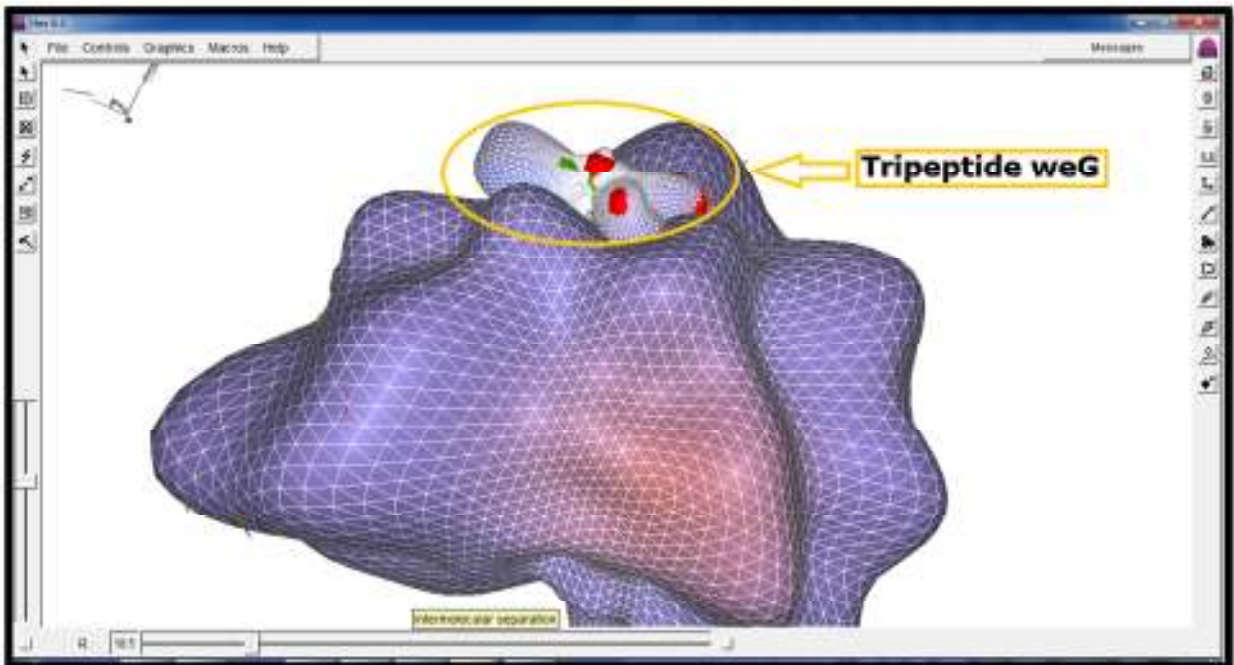 File Controls Graphics Macros Help
Messages
Tripeptide weG
Intermolecular separation
R